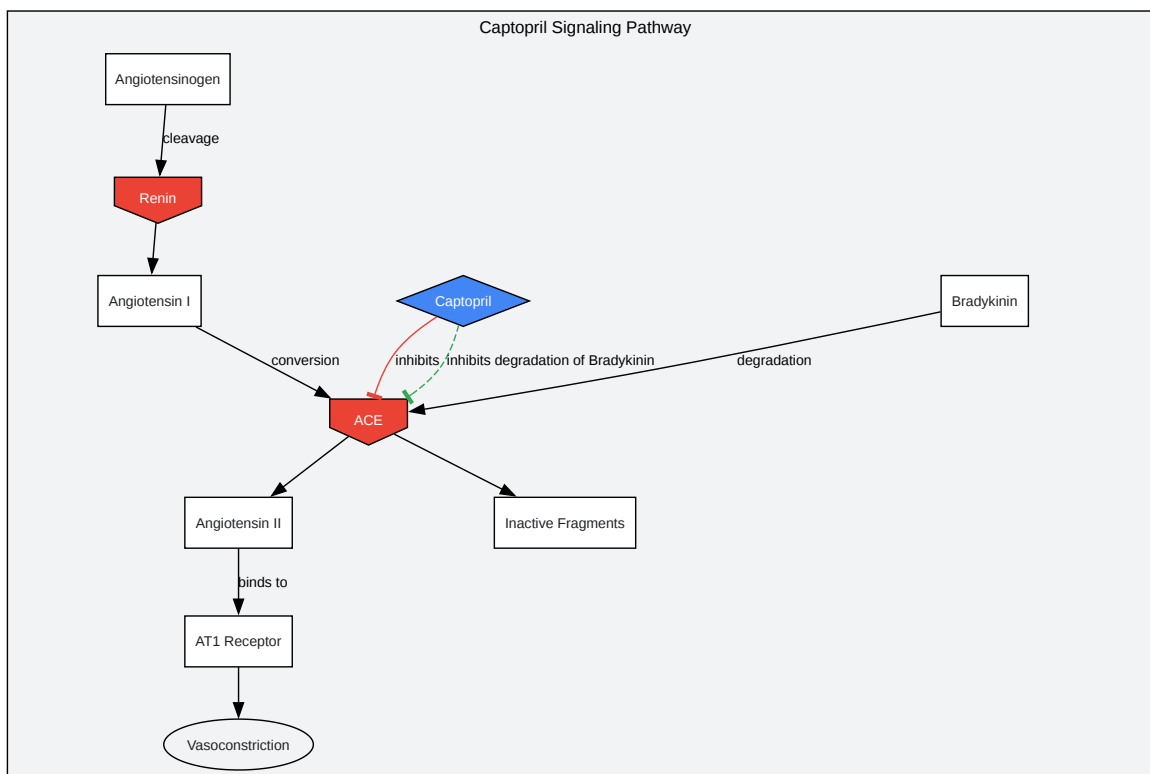 Captopril Signaling Pathway
Angiotensinogen
cleavage
Renin
Angiotensin I
Captopril
Bradykinin
conversion
inhibits
inhibits degradation of Bradykinin
degradation
ACE
Angiotensin II
Inactive Fragments
binds to
AT1 Receptor
Vasoconstriction